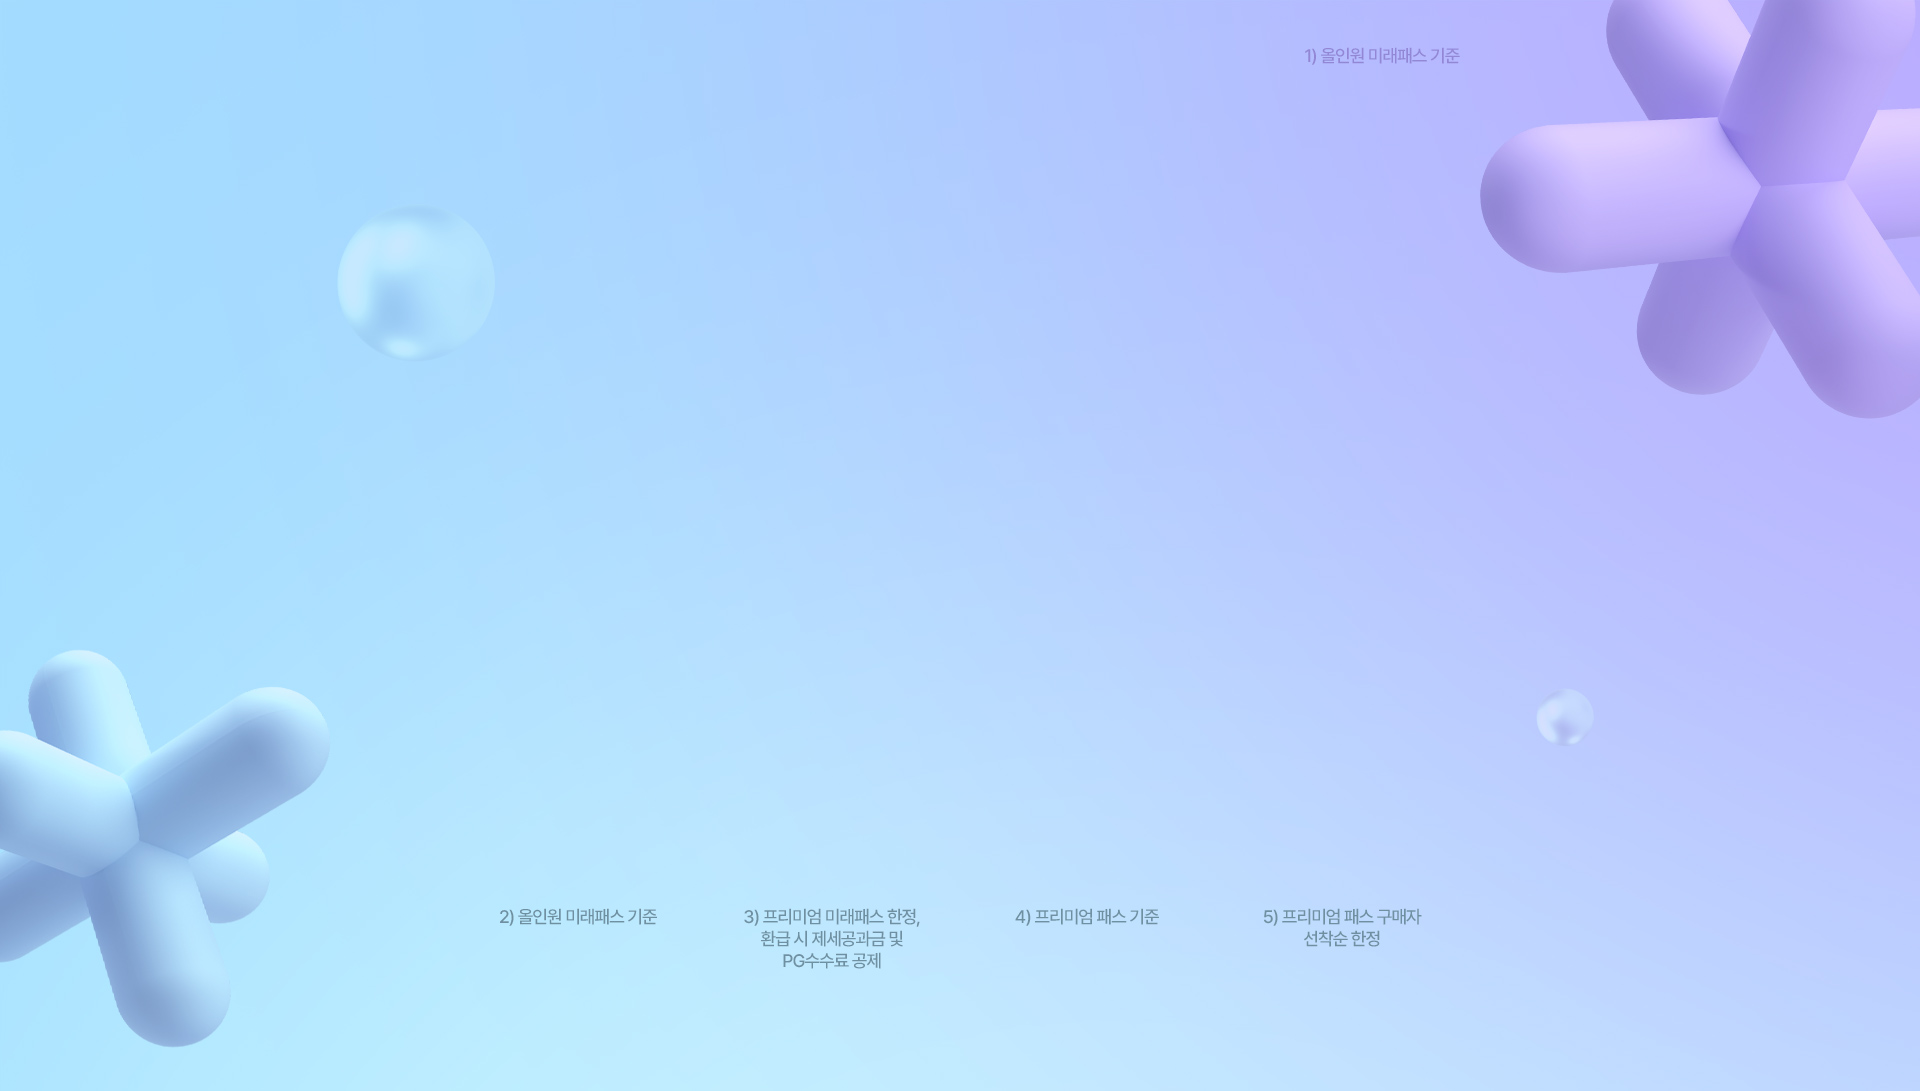 1) 올인원 미래패스 기준
2) 올인원 미래패스 기준
3) 프리미엄 미래패스 한정,
환급 시 제세공과금 및
PG수수료 공제
4) 프리미엄 패스 기준
5) 프리미엄 패스 구매자
선착순 한정